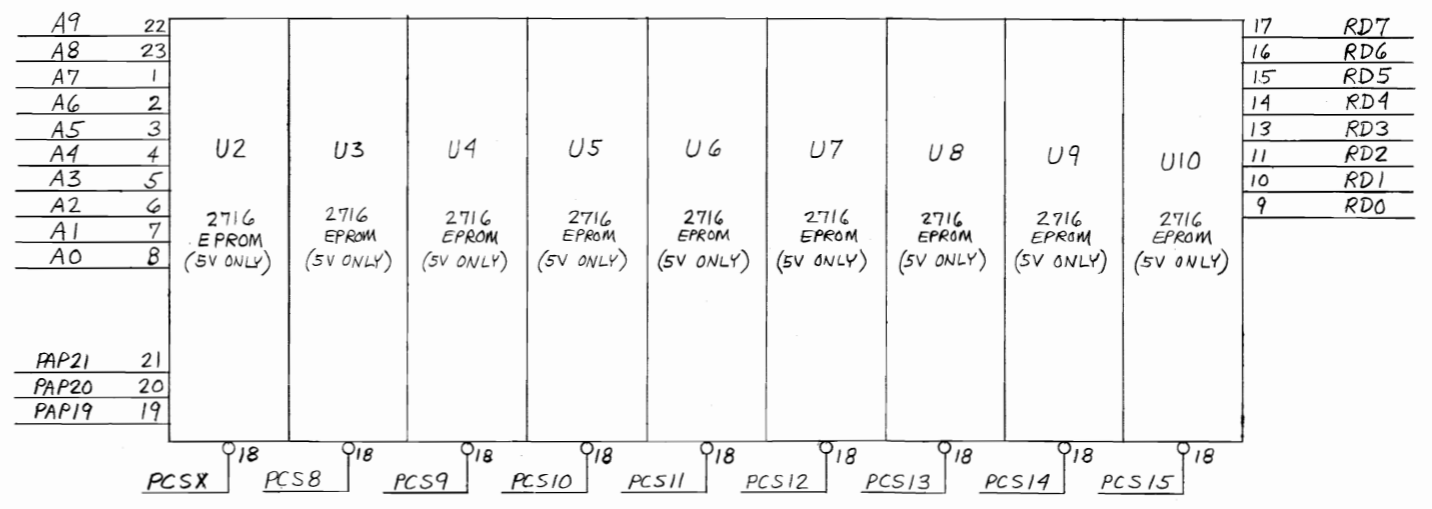 A9 22
A8 23
A7 1
A6 2
A5 3
A4 4
A3 5
A2 6
A1 7
A0 8
PAP21 21
PAP20 20
PAP19 19
U2
2716
EPROM
(5V ONLY)
U3
2716
EPROM
(5V ONLY)
U4
2716
EPROM
(5V ONLY)
U5
2716
EPROM
(5V ONLY)
U6
2716
EPROM
(5V ONLY)
U7
2716
EPROM
(5V ONLY)
U8
2716
EPROM
(5V ONLY)
U9
2716
EPROM
(5V ONLY)
U10
2716
EPROM
(5V ONLY)
17 RD7
16 RD6
15 RD5
14 RD4
13 RD3
11 RD2
10 RD1
9 RD0
18 18 18 18 18 18 18 18 18
PCSX PCS8 PCS9 PCS10 PCS11 PCS12 PCS13 PCS14 PCS15